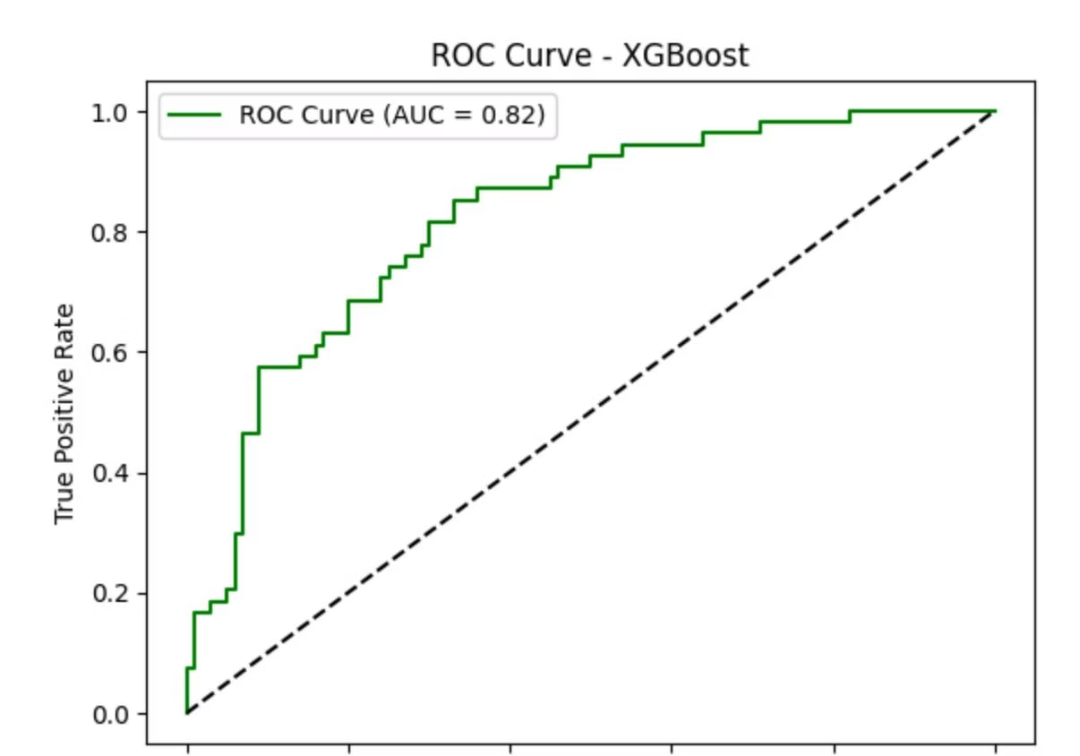 ROC Curve - XGBoost
ROC Curve (AUC = 0.82)
1.0
0.8
0.6
0.4
0.2
0.0
True Positive Rate